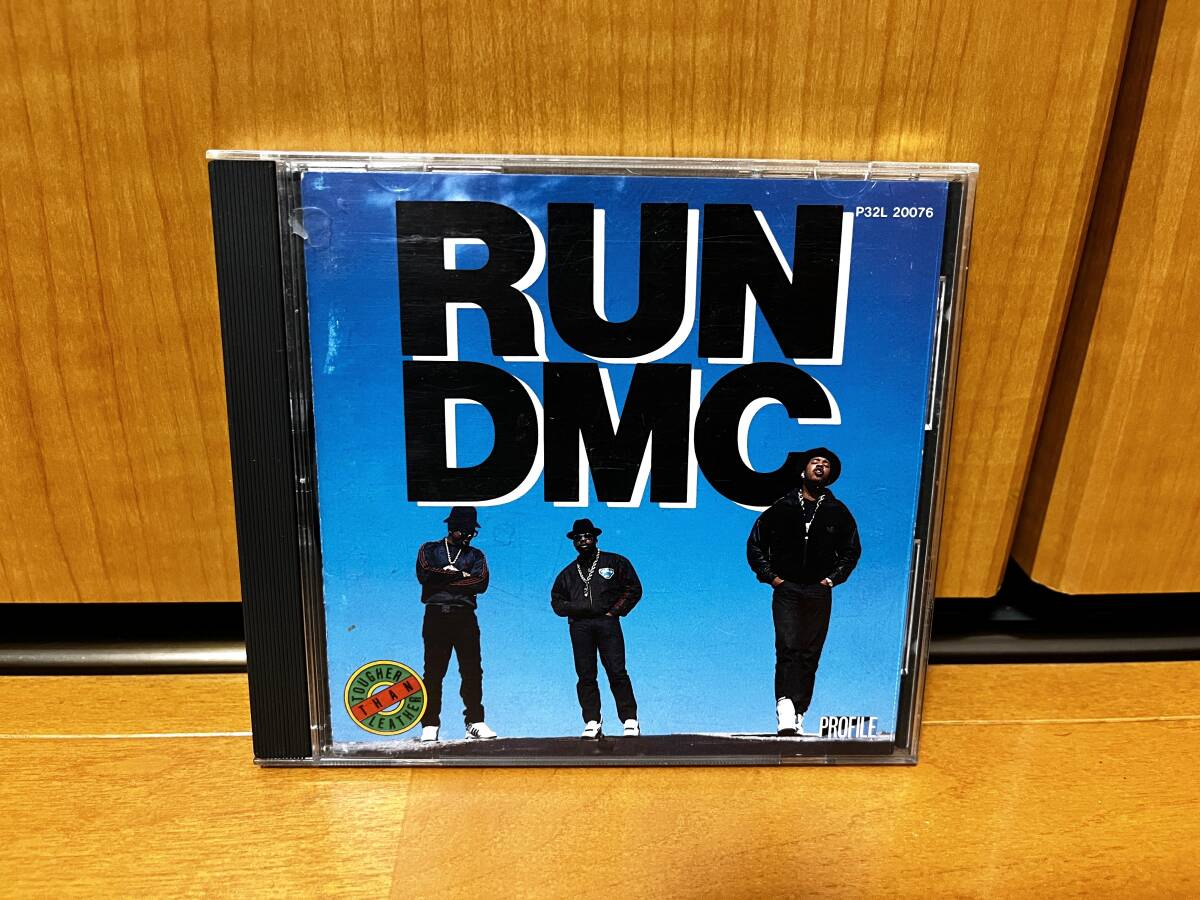 RUN
P32L 20076
DMC
TOUGHER
THAN
LEATHER
PROFILE